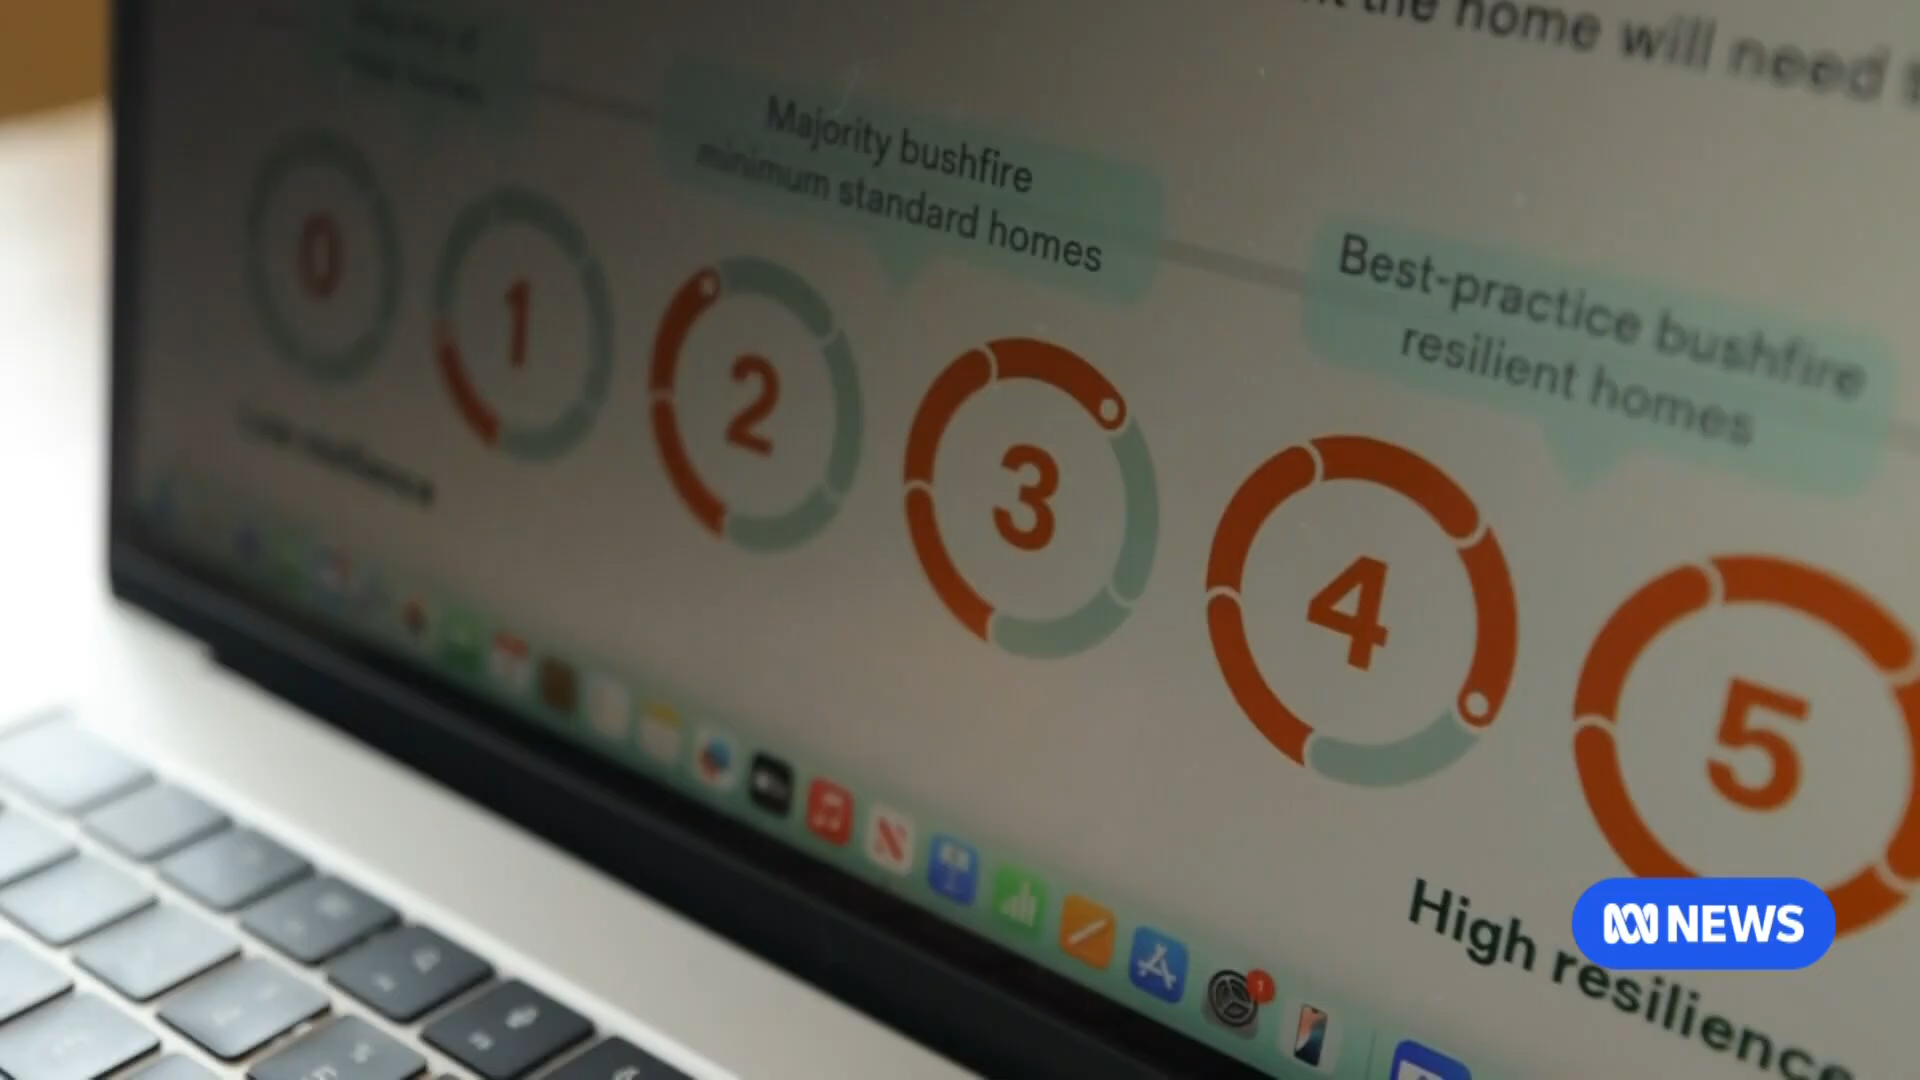 the home will need
Majority bushfire
minimum standard homes
Best-practice bushfire
resilient homes
0
1
2
3
4
5
High resilience
1
NEWS